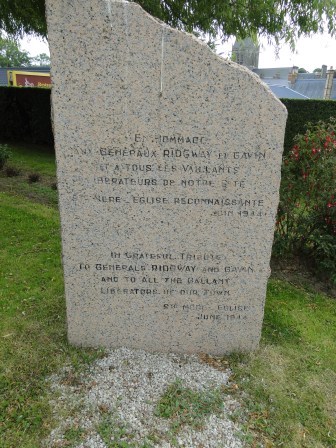 EN HOMMAGE
AUX GENERAUX RIDGWAY ET GAVIN
ET A TOUS LES VAILLANTS
LIBERATEURS DE NOTRE CITE
MERE EGLISE RECONNAISSANTE
JUIN 1944
IN GRATEFUL TRIBUTE
TO GENERALS RIDGWAY AND GAVIN
AND TO ALL THE GALLANT
LIBERATORS OF OUR TOWN
STE MERE EGLISE
JUNE 1944